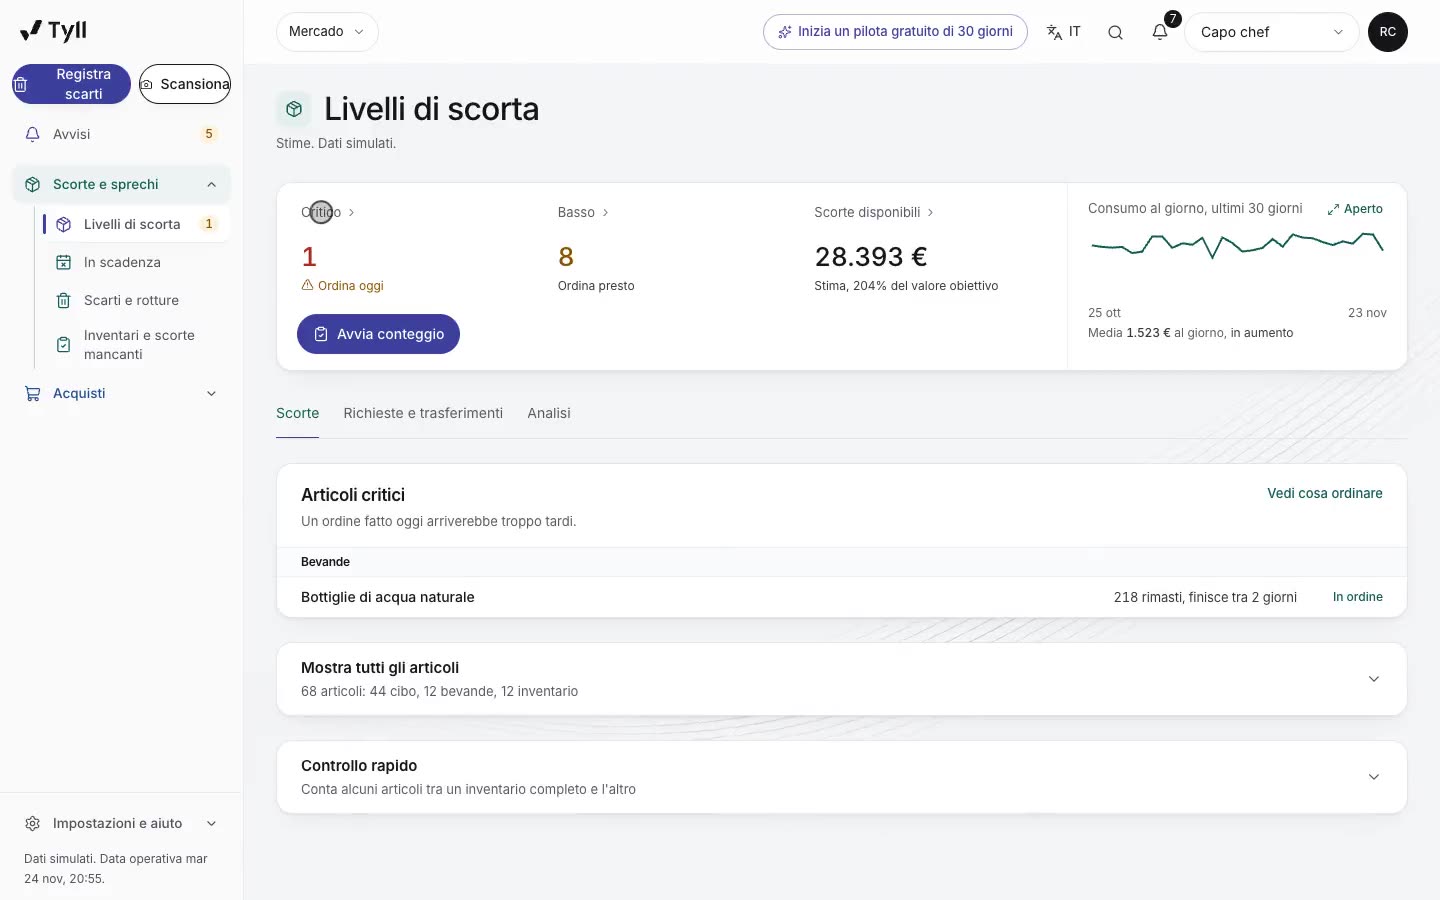 Tyll
Mercado
Inizia un pilota gratuito di 30 giorni
IT
7
Capo chef
RC
Registra scarti
Scansiona
Avvisi
5
Scorte e sprechi
Livelli di scorta
1
In scadenza
Scarti e rotture
Inventari e scorte
mancanti
Acquisti
Impostazioni e aiuto
Dati simulati. Data operativa mar
24 nov, 20:55.
Livelli di scorta
Stime. Dati simulati.
Critico
1
Ordina oggi
Avvia conteggio
Basso
8
Ordina presto
Scorte disponibili
28.393 €
Stima, 204% del valore obiettivo
Consumo al giorno, ultimi 30 giorni
Aperto
25 ott
23 nov
Media 1.523 € al giorno, in aumento
Scorte
Richieste e trasferimenti
Analisi
Articoli critici
Vedi cosa ordinare
Un ordine fatto oggi arriverebbe troppo tardi.
Bevande
Bottiglie di acqua naturale
218 rimasti, finisce tra 2 giorni
In ordine
Mostra tutti gli articoli
68 articoli: 44 cibo, 12 bevande, 12 inventario
Controllo rapido
Conta alcuni articoli tra un inventario completo e l'altro